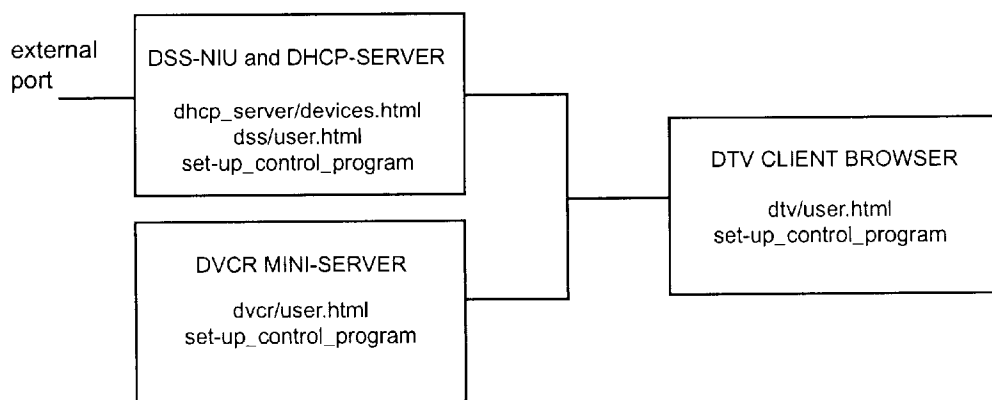 external
port
DSS-NIU and DHCP-SERVER
dhcp_server/devices.html
dss/user.html
set-up_control_program
DVCR MINI-SERVER
dvcr/user.html
set-up_control_program
DTV CLIENT BROWSER
dtv/user.html
set-up_control_program